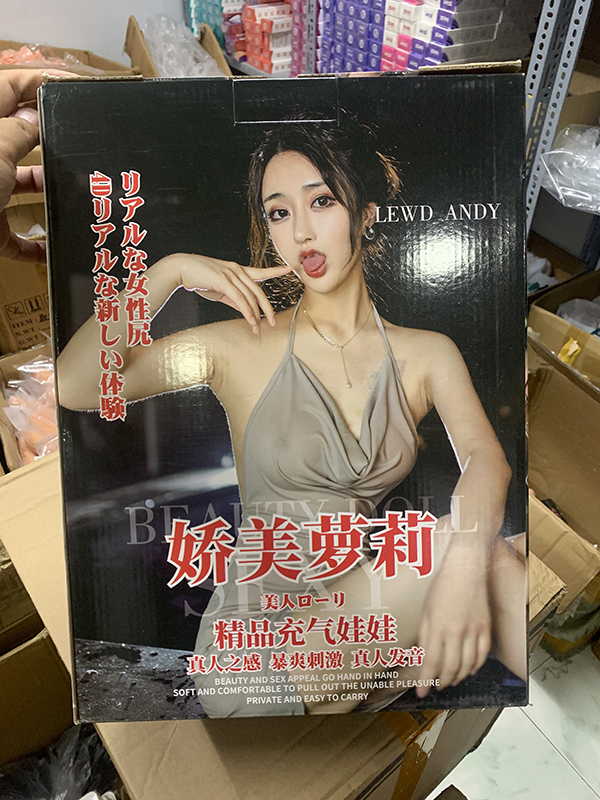 リアルな女性尻
リアルな新しい体験
LEWD ANDY
BEAUTY DOLL
SEXY
娇美萝莉
美人ローリ
精品充气娃娃
真人之感 暴爽刺激 真人发音
BEAUTY AND SEX APPEAL GO HAND IN HAND
SOFT AND COMFORTABLE TO PULL OUT THE UNABLE PLEASURE
PRIVATE AND EASY TO CARRY